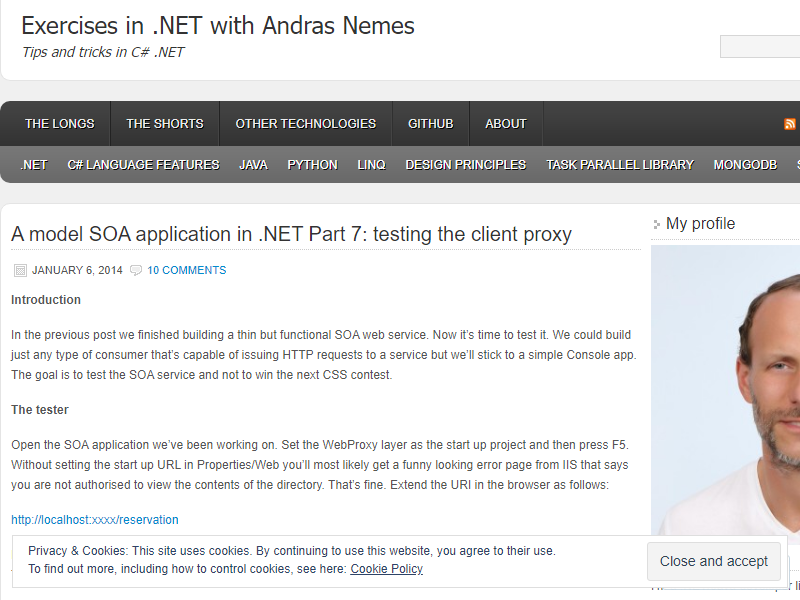 Exercises in .NET with Andras Nemes
Tips and tricks in C# .NET
THE LONGS THE SHORTS OTHER TECHNOLOGIES GITHUB ABOUT
.NET C# LANGUAGE FEATURES JAVA PYTHON LINQ DESIGN PRINCIPLES TASK PARALLEL LIBRARY MONGODB
A model SOA application in .NET Part 7: testing the client proxy
JANUARY 6, 2014 10 COMMENTS
Introduction
In the previous post we finished building a thin but functional SOA web service. Now it's time to test it. We could build
just any type of consumer that's capable of issuing HTTP requests to a service but we'll stick to a simple Console app.
The goal is to test the SOA service and not to win the next CSS contest.
The tester
Open the SOA application we've been working on. Set the WebProxy layer as the start up project and then press F5.
Without setting the start up URL in Properties/Web you'll most likely get a funny looking error page from IIS that says
you are not authorised to view the contents of the directory. That's fine. Extend the URI in the browser as follows:
http://localhost:xxxx/reservation
My profile
Privacy & Cookies: This site uses cookies. By continuing to use this website, you agree to their use.
To find out more, including how to control cookies, see here: Cookie Policy
Close and accept